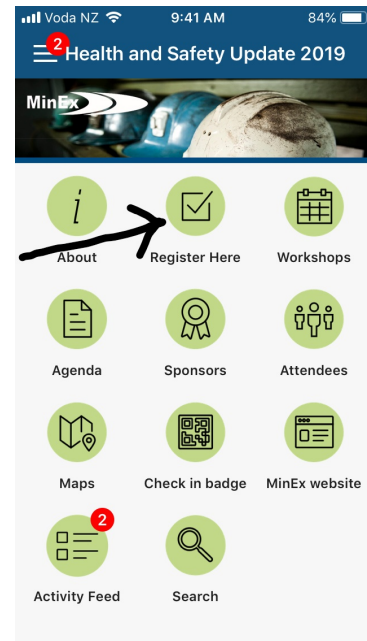 Voda NZ 9:41 AM 84%
2
Health and Safety Update 2019
MinEx
i
About Register Here Workshops
Agenda Sponsors Attendees
Maps Check in badge MinEx website
2
Activity Feed Search